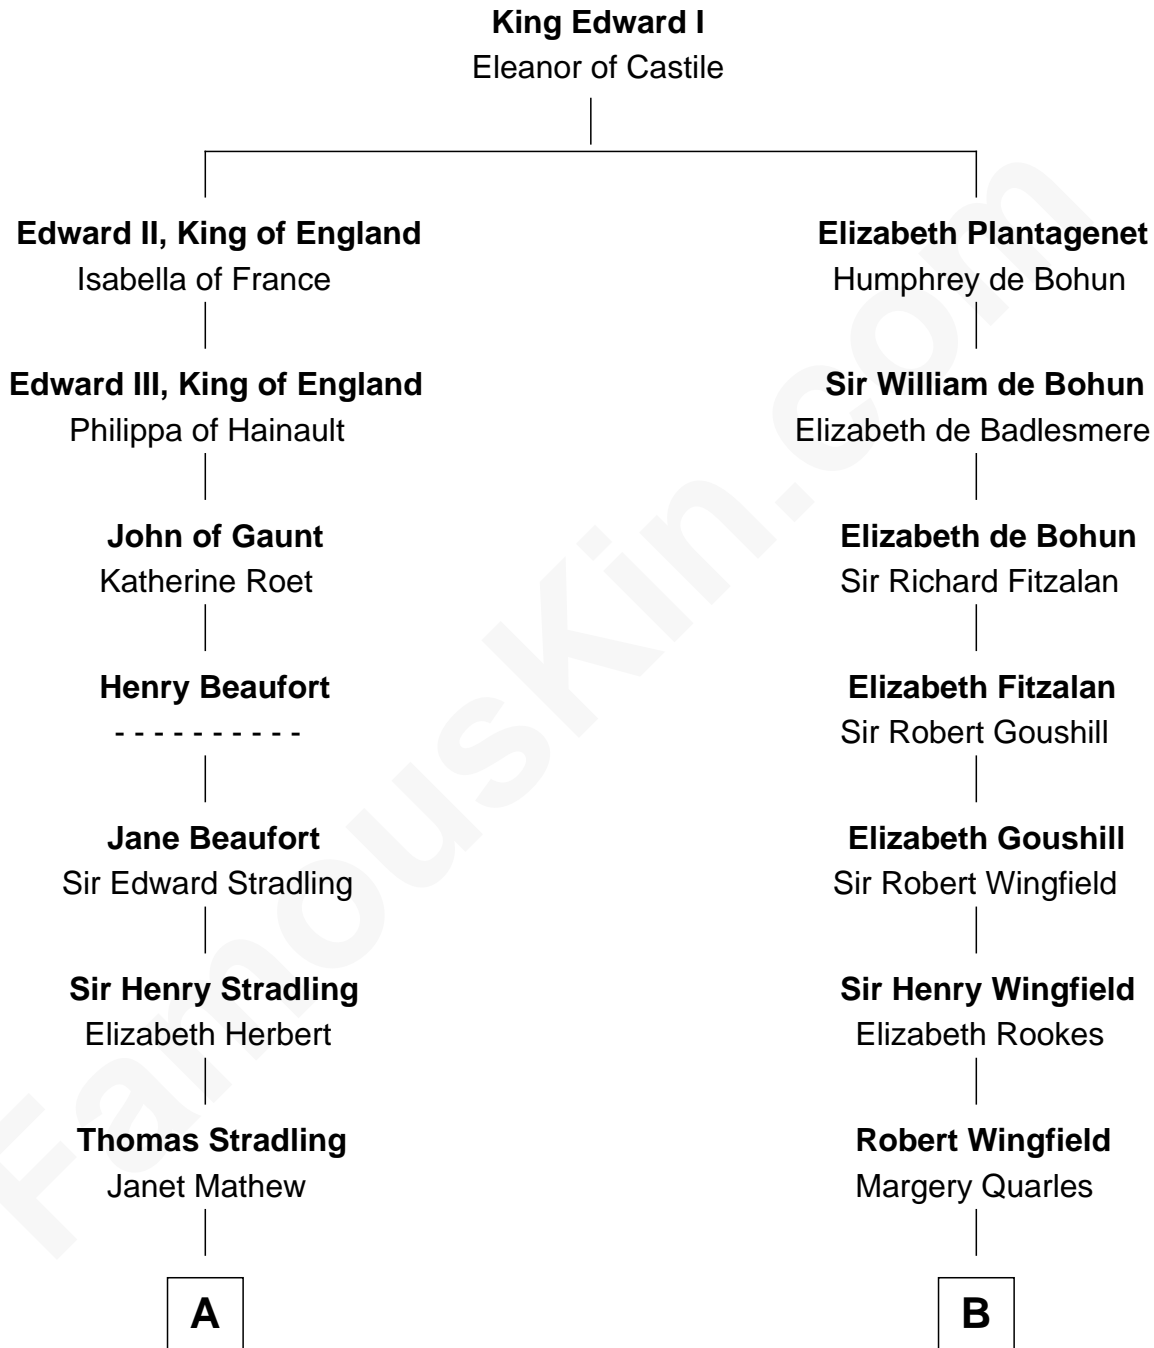 King Edward I
Eleanor of Castile
Edward II, King of England
Isabella of France
Elizabeth Plantagenet
Humphrey de Bohun
Edward III, King of England
Philippa of Hainault
Sir William de Bohun
Elizabeth de Badlesmere
John of Gaunt
Katherine Roet
Elizabeth de Bohun
Sir Richard Fitzalan
Henry Beaufort
- - - - - - - - - -
Elizabeth Fitzalan
Sir Robert Goushill
Jane Beaufort
Sir Edward Stradling
Elizabeth Goushill
Sir Robert Wingfield
Sir Henry Stradling
Elizabeth Herbert
Sir Henry Wingfield
Elizabeth Rookes
Thomas Stradling
Janet Mathew
Robert Wingfield
Margery Quarles
A
B
FamousKin.com